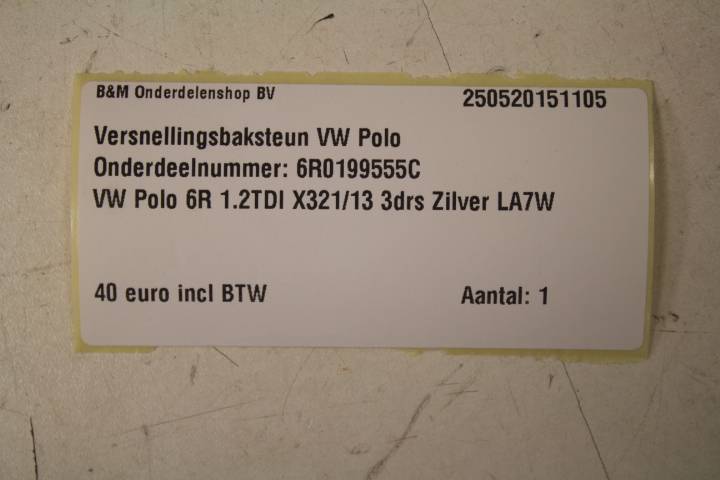 B&M Onderdelenshop BV 250520151105
Versnellingsbaksteun VW Polo
Onderdeelnummer: 6R0199555C
VW Polo 6R 1.2TDI X321/13 3drs Zilver LA7W
40 euro incl BTW Aantal: 1